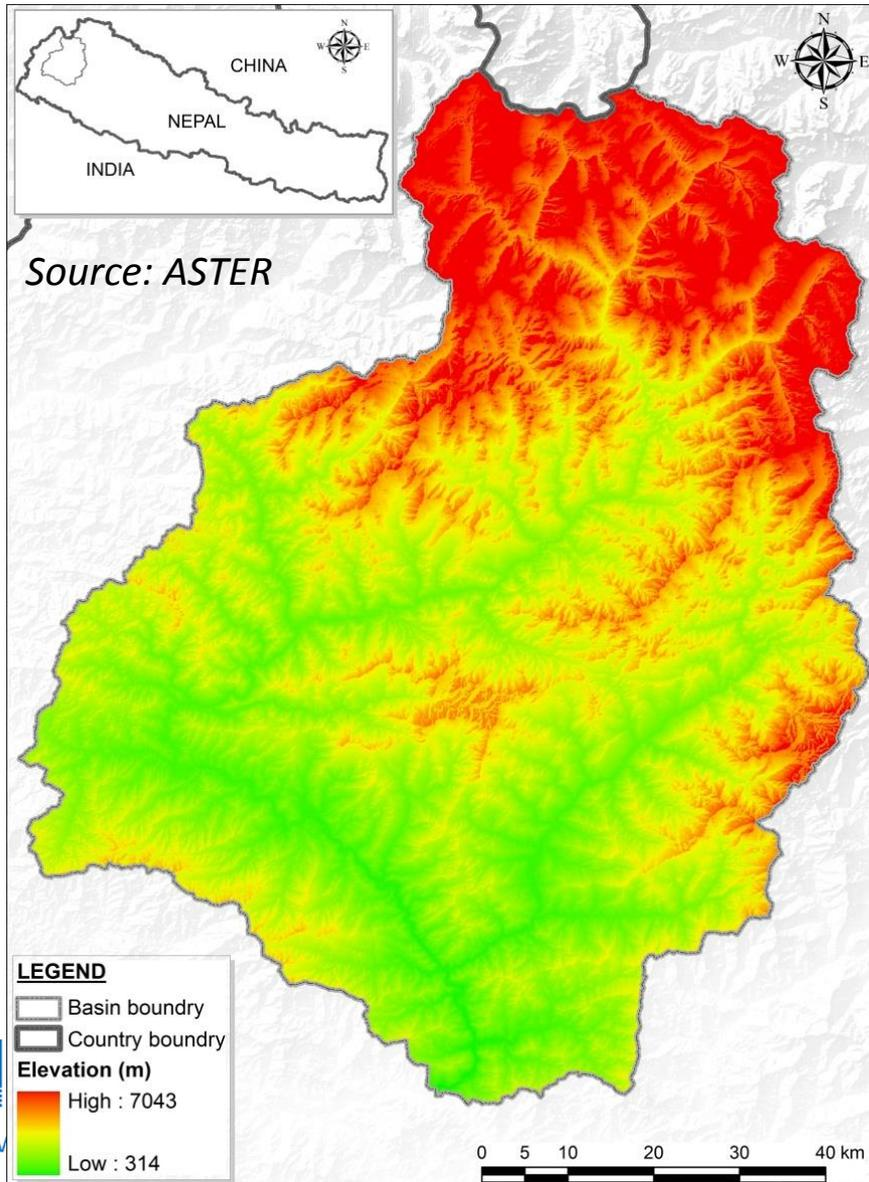 N
W E
S
CHINA
NEPAL
INDIA
N
W E
S
Source: ASTER
LEGEND
Basin boundry
Country boundry
Elevation (m)
High : 7043
Low : 314
0 5 10 20 30 40 km